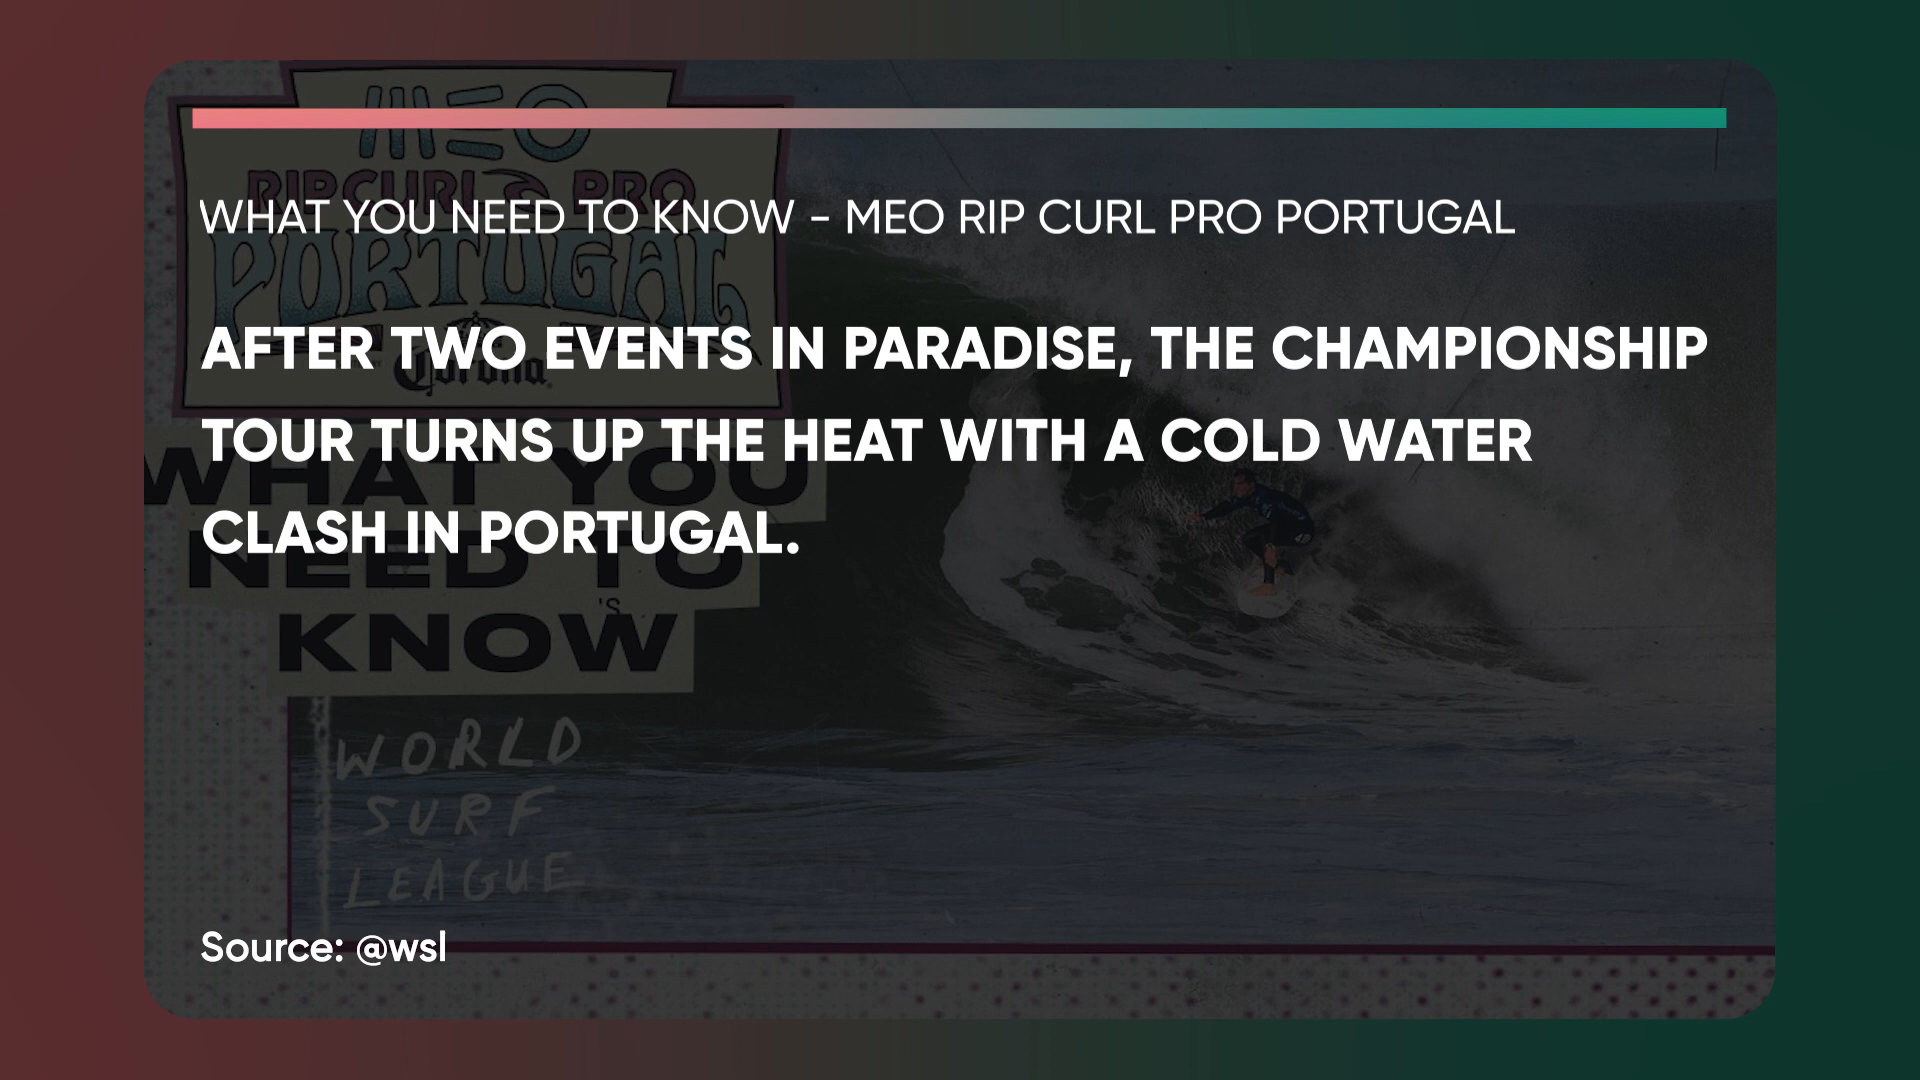 MEO
RIP CURL PRO
WHAT YOU NEED TO KNOW - MEO RIP CURL PRO PORTUGAL
PORTUGAL
AFTER TWO EVENTS IN PARADISE, THE CHAMPIONSHIP
Corona
TOUR TURNS UP THE HEAT WITH A COLD WATER
WHAT YOU
CLASH IN PORTUGAL.
NEED TO
'S
KNOW
WORLD
SURF
LEAGUE
Source: @wsl